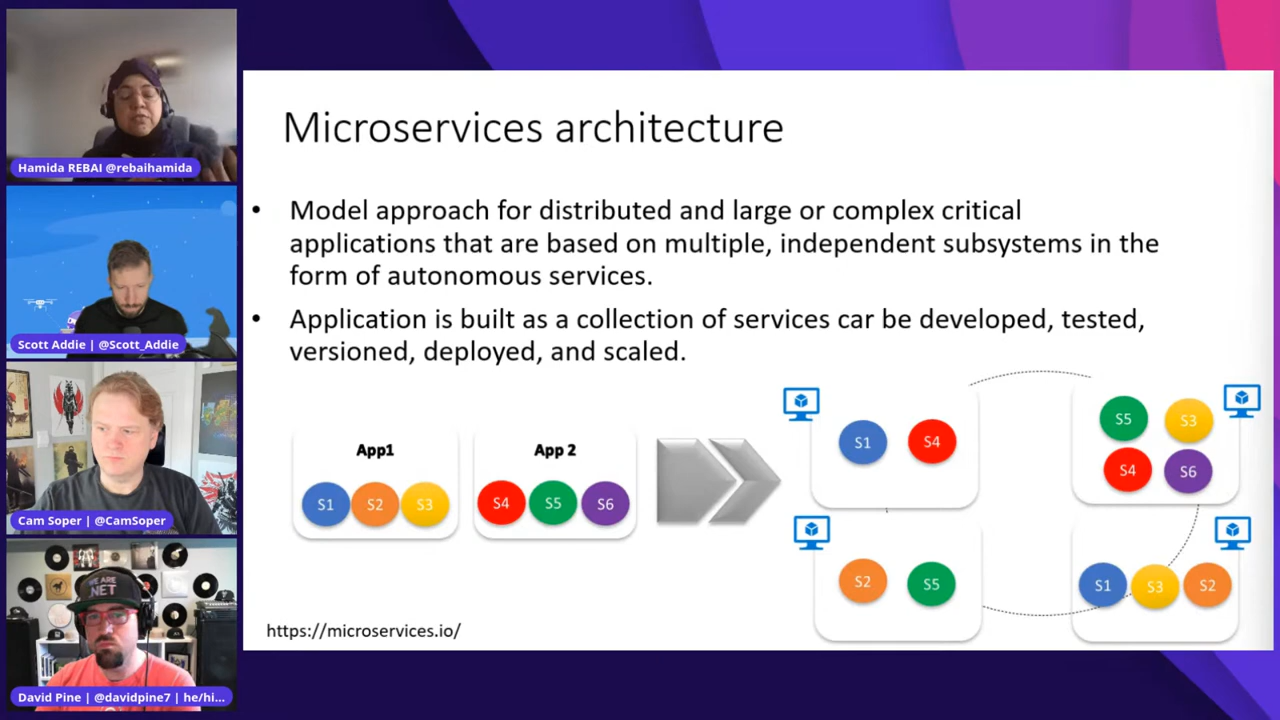 Hamida REBAI @rebaihamida
Scott Addie | @Scott_Addie
Cam Soper | @CamSoper
WE ARE
.NET
David Pine | @davidpine7 | he/hi...
Microservices architecture
• Model approach for distributed and large or complex critical
applications that are based on multiple, independent subsystems in the
form of autonomous services.
• Application is built as a collection of services can be developed, tested,
versioned, deployed, and scaled.
App1
S1 S2 S3
App 2
S4 S5 S6
S1 S4
S5 S3
S4 S6
S2 S5
S1 S3 S2
https://microservices.io/